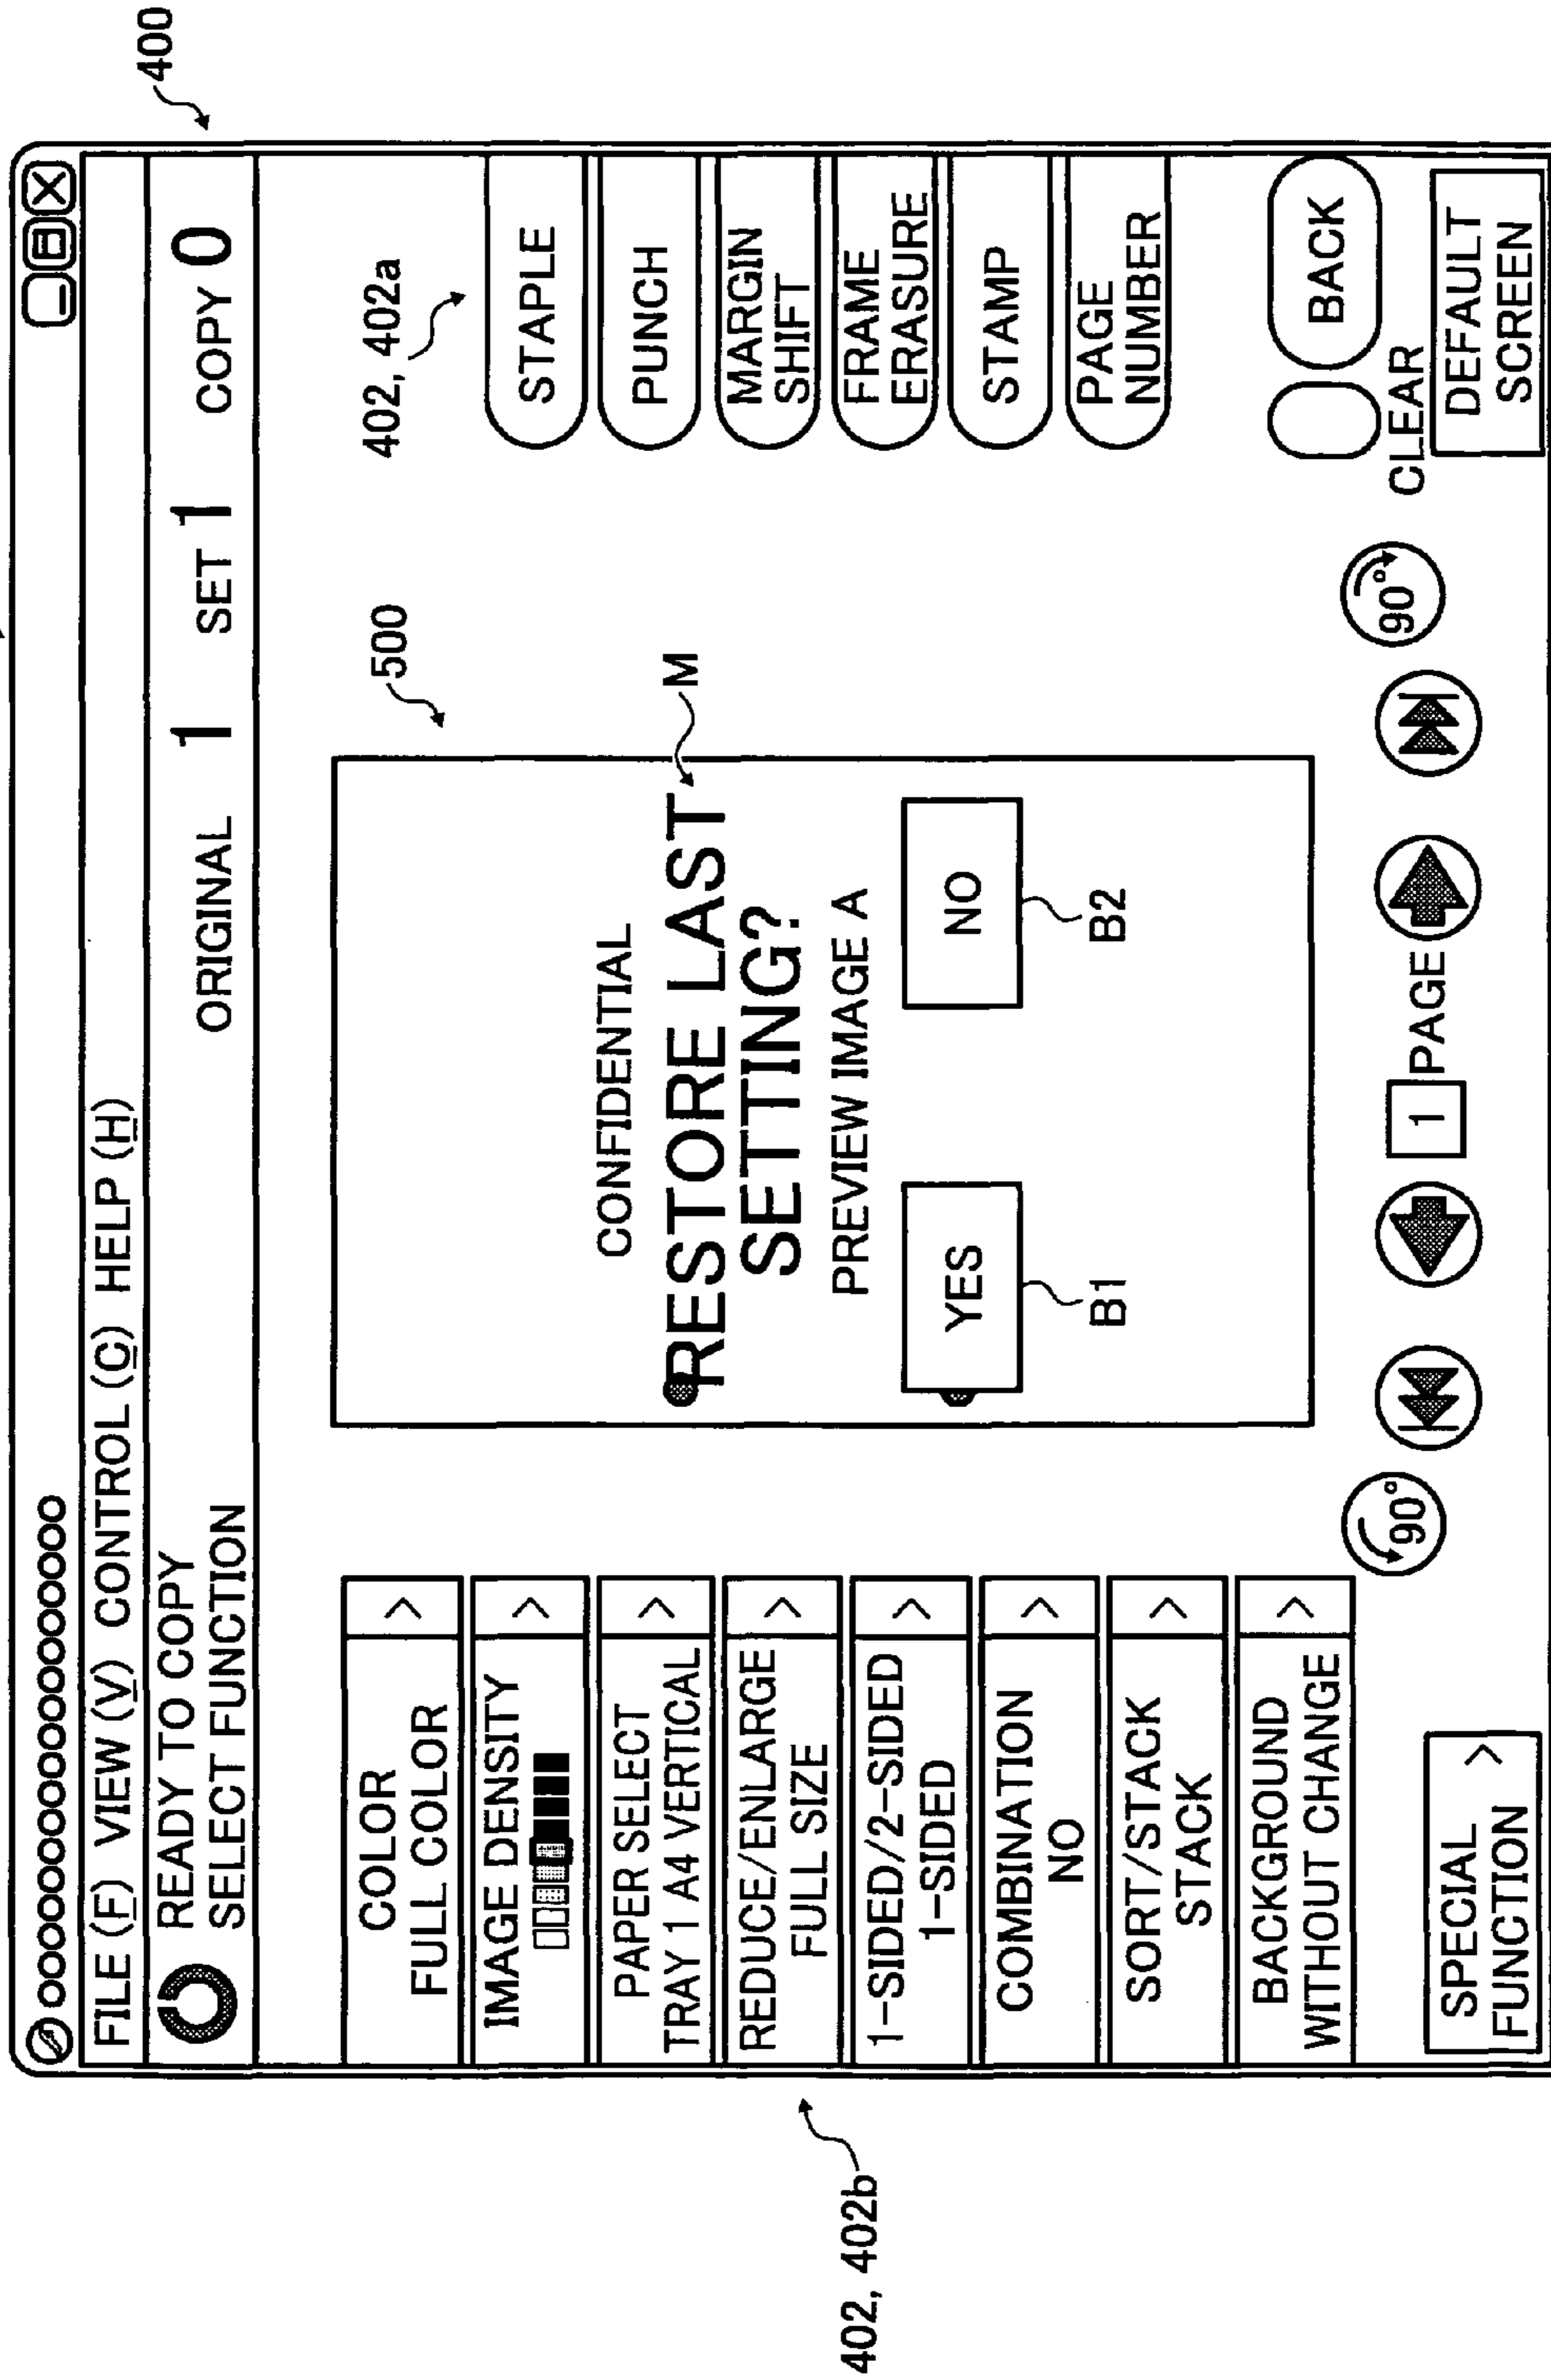 400
OOOOOOOOOOOOOOOOOO
FILE (F) VIEW (V) CONTROL (C) HELP (H)
READY TO COPY
SELECT FUNCTION
ORIGINAL 1 SET 1 COPY 0
402, 402a
500
M
COLOR >
FULL COLOR
IMAGE DENSITY >
PAPER SELECT >
TRAY 1 A4 VERTICAL
REDUCE/ENLARGE >
FULL SIZE
1-SIDED/2-SIDED >
1-SIDED
COMBINATION >
NO
SORT/STACK >
STACK
BACKGROUND >
WITHOUT CHANGE
SPECIAL
FUNCTION >
402, 402b
CONFIDENTIAL
RESTORE LAST
SETTING?
PREVIEW IMAGE A
YES
NO
B1
B2
90°
1 PAGE
90°
STAPLE
PUNCH
MARGIN
SHIFT
FRAME
ERASURE
STAMP
PAGE
NUMBER
BACK
CLEAR
DEFAULT
SCREEN